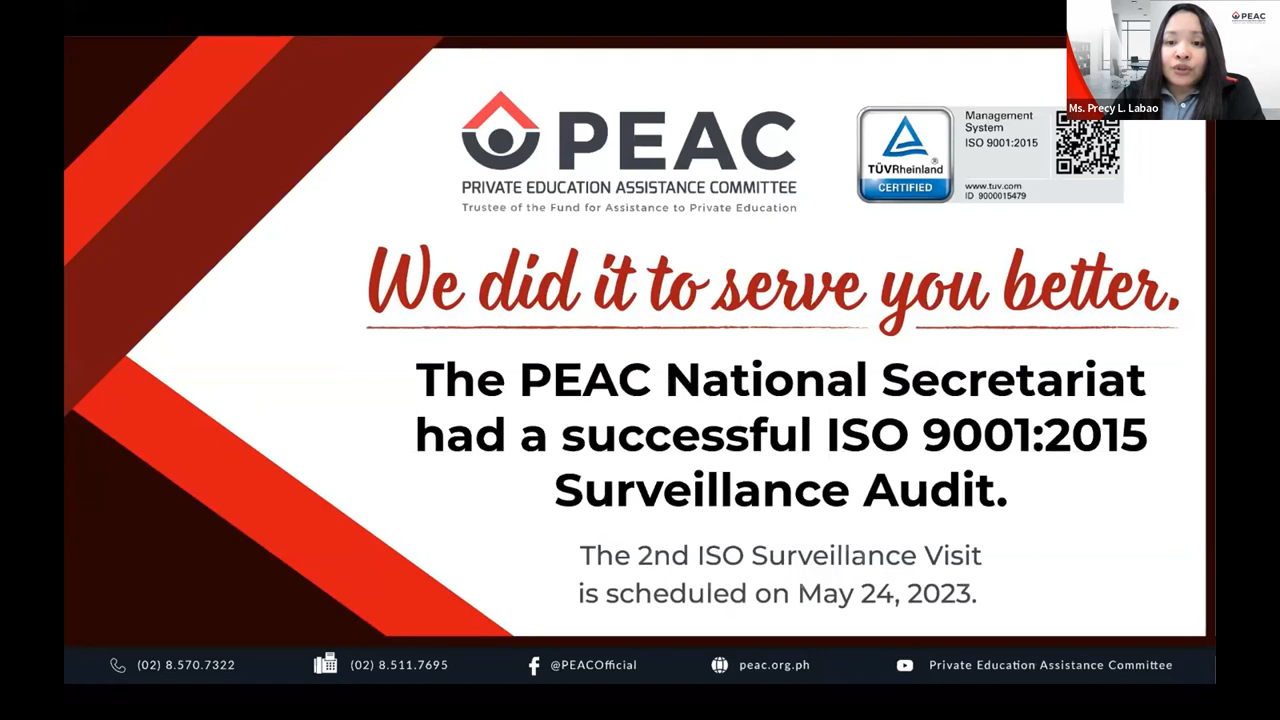 PEAC
Ms. Precy L. Labao
PEAC
PRIVATE EDUCATION ASSISTANCE COMMITTEE
Trustee of the Fund for Assistance to Private Education
TÜVRheinland®
CERTIFIED
Management
System
ISO 9001:2015
www.tuv.com
ID 9000015479
We did it to serve you better.
The PEAC National Secretariat
had a successful ISO 9001:2015
Surveillance Audit.
The 2nd ISO Surveillance Visit
is scheduled on May 24, 2023.
(02) 8.570.7322
(02) 8.511.7695
@PEACOfficial
peac.org.ph
Private Education Assistance Committee